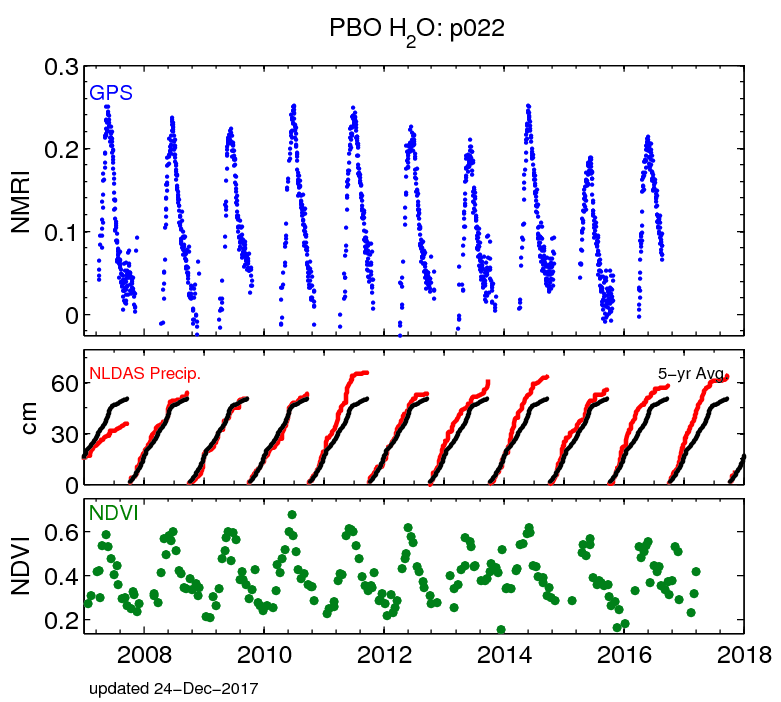 PBO H₂O: p022
0.3
GPS
0.2
NMRI
0.1
0
NLDAS Precip. 5−yr Avg.
60
cm
30
0
NDVI
0.6
NDVI
0.4
0.2
2008 2010 2012 2014 2016 2018
updated 24−Dec−2017